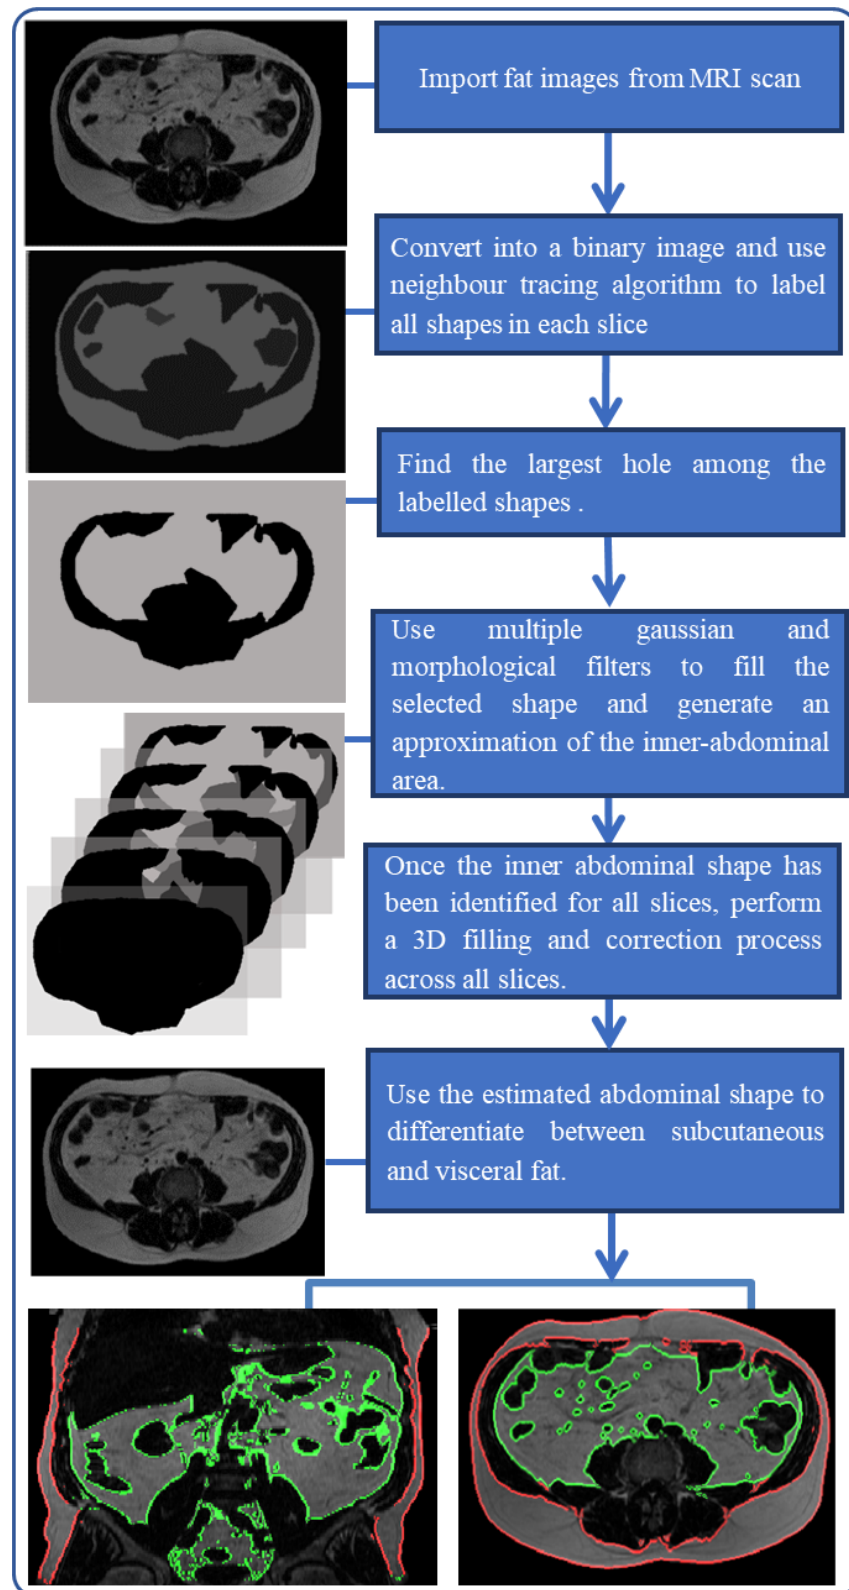 Import fat images from MRI scan
Convert into a binary image and use
neighbour tracing algorithm to label
all shapes in each slice
Find the largest hole among the
labelled shapes .
Use multiple gaussian and
morphological filters to fill the
selected shape and generate an
approximation of the inner-abdominal
area.
Once the inner abdominal shape has
been identified for all slices, perform
a 3D filling and correction process
across all slices.
Use the estimated abdominal shape to
differentiate between subcutaneous
and visceral fat.